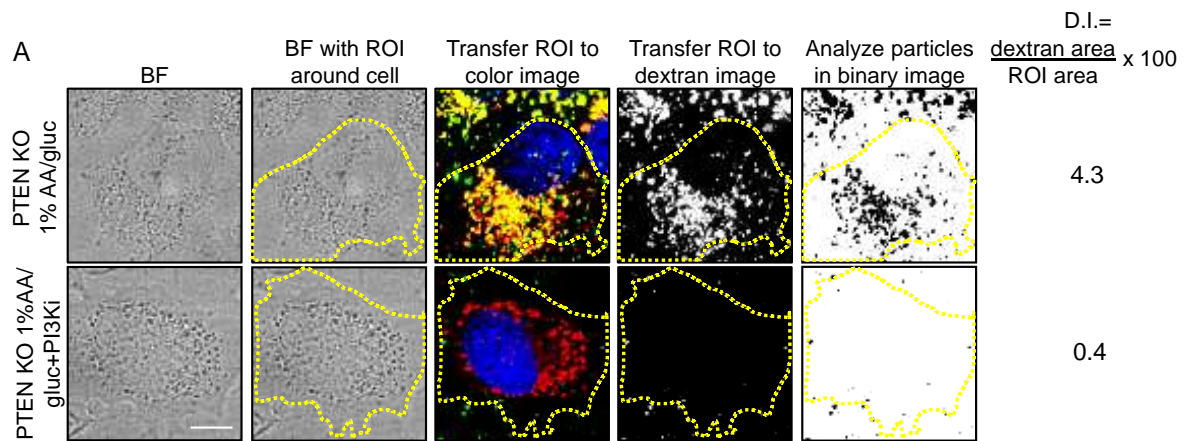 A
BF
BF with ROI
around cell
Transfer ROI to
color image
Transfer ROI to
dextran image
Analyze particles
in binary image
D.I.=
dextran area
ROI area
x 100
PTEN KO
1% AA/gluc
4.3
PTEN KO 1%AA/
gluc+PI3Ki
0.4